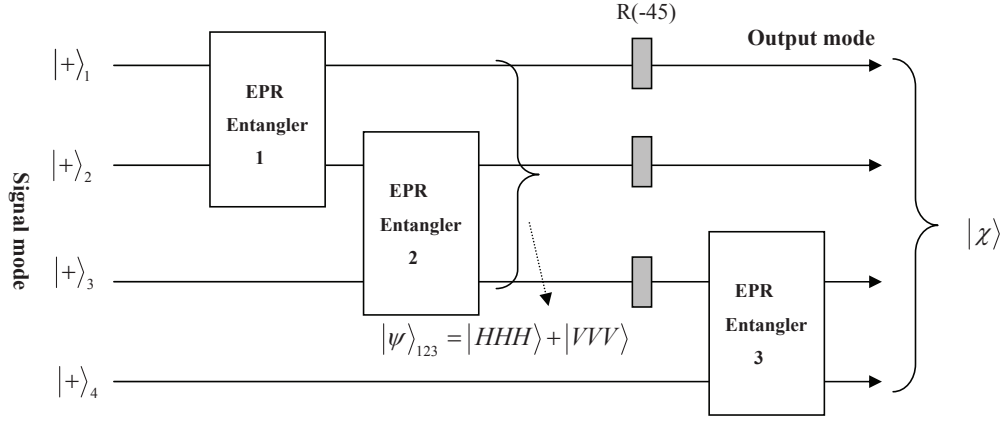 R(-45)
Output mode
|+⟩₁
EPR
Entangler
1
|+⟩₂
EPR
Entangler
2
Signal mode
|χ⟩
|+⟩₃
EPR
Entangler
3
|ψ⟩₁₂₃ = |HHH⟩ + |VVV⟩
|+⟩₄